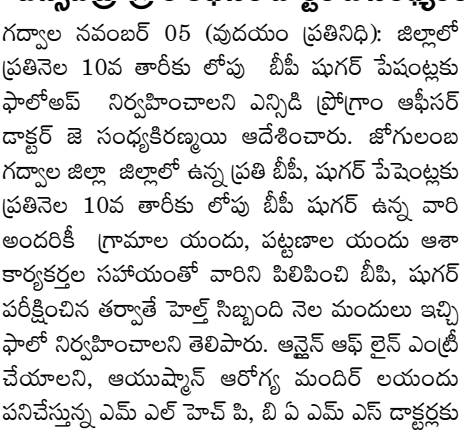 గద్వాల నవంబర్ 05 (వుదయం ప్రతినిధి): జిల్లాలో
ప్రతినెల 10వ తారీకు లోపు బీపీ షుగర్ పేషంట్లకు
ఫాలోఅప్ నిర్వహించాలని ఎన్సిడి ప్రోగ్రాం ఆఫీసర్
డాక్టర్ జె సంధ్యకిరణ్మయి ఆదేశించారు. జోగులంబ
గద్వాల జిల్లా జిల్లాలో ఉన్న ప్రతి బీపీ, షుగర్ పేషెంట్లకు
ప్రతినెల 10వ తారీకు లోపు బీపీ షుగర్ ఉన్న వారి
అందరికీ గ్రామాల యందు, పట్టణాల యందు ఆశా
కార్యకర్తల సహాయంతో వారిని పిలిపించి బీపి, షుగర్
పరీక్షించిన తర్వాతే హెల్త్ సిబ్బంది నెల మందులు ఇచ్చి
ఫాలో నిర్వహించాలని తెలిపారు. ఆన్లైన్ ఆఫ్ లైన్ ఎంట్రీ
చేయాలని, ఆయుష్మాన్ ఆరోగ్య మందిర్ లయందు
పనిచేస్తున్న ఎమ్ ఎల్ హెచ్ పి, బి ఏ ఎమ్ ఎస్ డాక్టర్లకు